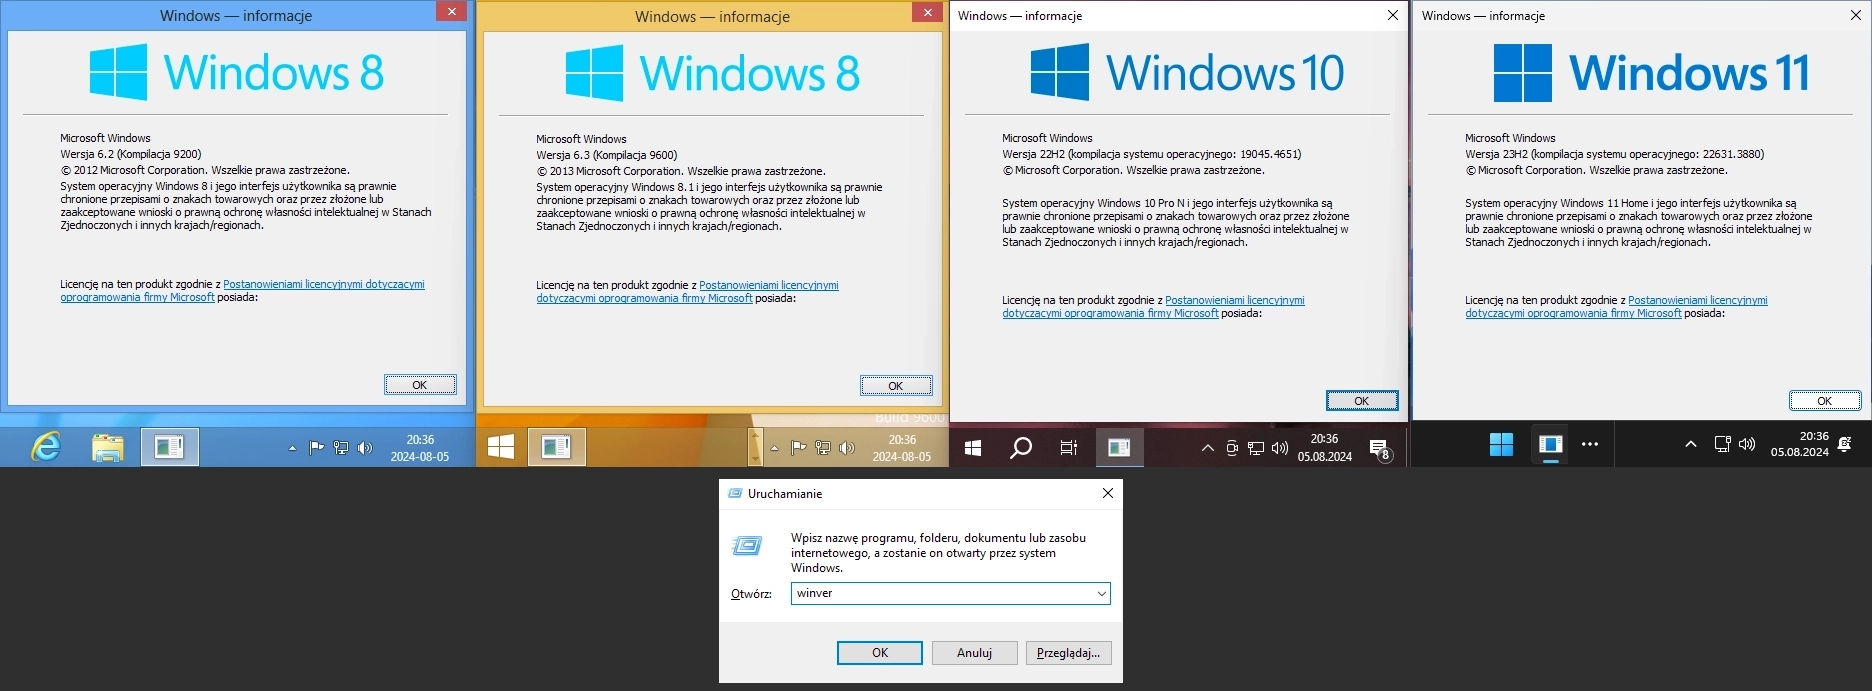 Windows — informacje
Windows 8
Microsoft Windows
Wersja 6.2 (Kompilacja 9200)
© 2012 Microsoft Corporation. Wszelkie prawa zastrzeżone.
System operacyjny Windows 8 i jego interfejs użytkownika są prawnie
chronione przepisami o znakach towarowych oraz przez złożone lub
zaakceptowane wnioski o prawną ochronę własności intelektualnej w Stanach
Zjednoczonych i innych krajach/regionach.
Licencję na ten produkt zgodnie z Postanowieniami licencyjnymi dotyczącymi
oprogramowania firmy Microsoft posiada:
OK
20:36
2024-08-05
Windows — informacje
Windows 8
Microsoft Windows
Wersja 6.3 (Kompilacja 9600)
© 2013 Microsoft Corporation. Wszelkie prawa zastrzeżone.
System operacyjny Windows 8.1 i jego interfejs użytkownika są prawnie
chronione przepisami o znakach towarowych oraz przez złożone lub
zaakceptowane wnioski o prawną ochronę własności intelektualnej w
Stanach Zjednoczonych i innych krajach/regionach.
Licencję na ten produkt zgodnie z Postanowieniami licencyjnymi
dotyczącymi oprogramowania firmy Microsoft posiada:
OK
Build 9600
20:36
2024-08-05
Windows — informacje
Windows 10
Microsoft Windows
Wersja 22H2 (kompilacja systemu operacyjnego: 19045.4651)
© Microsoft Corporation. Wszelkie prawa zastrzeżone.
System operacyjny Windows 10 Pro N i jego interfejs użytkownika są
prawnie chronione przepisami o znakach towarowych oraz przez złożone
lub zaakceptowane wnioski o prawną ochronę własności intelektualnej w
Stanach Zjednoczonych i innych krajach/regionach.
Licencję na ten produkt zgodnie z Postanowieniami licencyjnymi
dotyczącymi oprogramowania firmy Microsoft posiada:
OK
20:36
05.08.2024
8
Windows — informacje
Windows 11
Microsoft Windows
Wersja 23H2 (kompilacja systemu operacyjnego: 22631.3880)
© Microsoft Corporation. Wszelkie prawa zastrzeżone.
System operacyjny Windows 11 Home i jego interfejs użytkownika są
prawnie chronione przepisami o znakach towarowych oraz przez złożone
lub zaakceptowane wnioski o prawną ochronę własności intelektualnej w
Stanach Zjednoczonych i innych krajach/regionach.
Licencję na ten produkt zgodnie z Postanowieniami licencyjnymi
dotyczącymi oprogramowania firmy Microsoft posiada:
OK
20:36
05.08.2024
Uruchamianie
Wpisz nazwę programu, folderu, dokumentu lub zasobu
internetowego, a zostanie on otwarty przez system
Windows.
Otwórz: winver
OK Anuluj Przeglądaj...